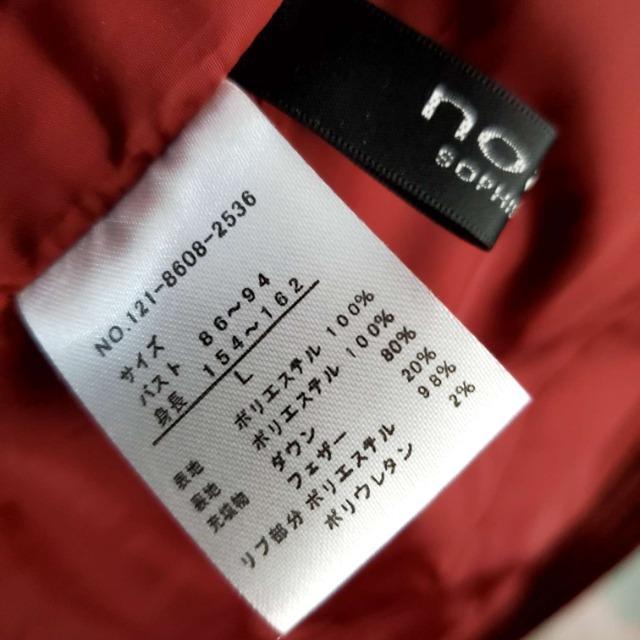 no.
SOPH
NO.121-8608-2536
サイズ
バスト 86～94
身長 154～162
L
表地 ポリエステル 100%
裏地 ポリエステル 100%
充填物 ダウン 80%
フェザー 20%
リブ部分 ポリエステル 98%
ポリウレタン 2%